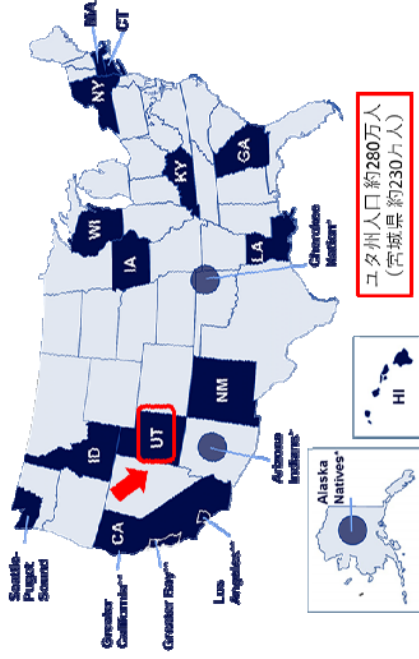 Seattle-
Puget
Sound
Greater
California**
Greater Bay**
Los
Angeles**
CA
ID
UT
NM
Arizona
Indians*
WI
IA
KY
LA
GA
NY
MA
CT
Cherokee
Nation*
Alaska
Natives*
HI
ユタ州人口約280万人
(宮城県 約230万人)